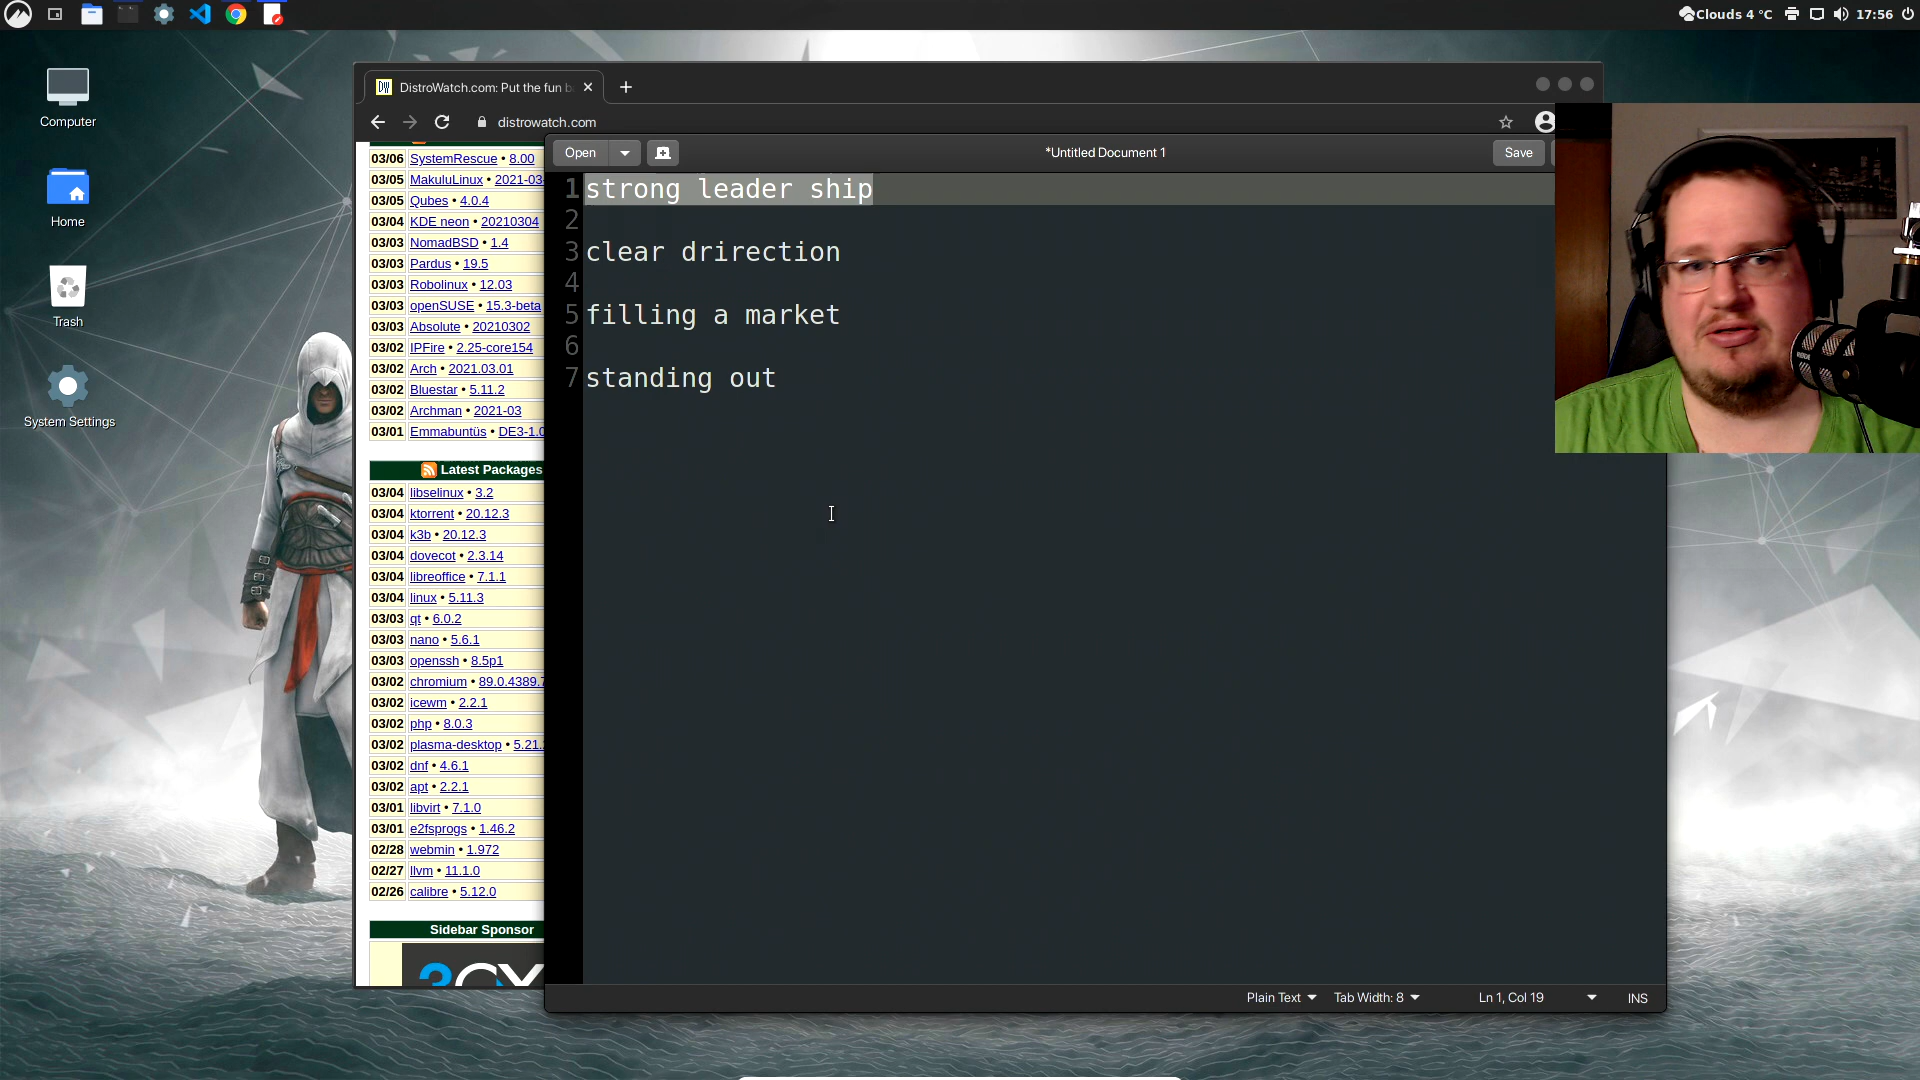 Clouds 4 °C
17:56
Computer
Home
Trash
System Settings
DistroWatch.com: Put the fun b
distrowatch.com
Open
*Untitled Document 1
Save
03/06 SystemRescue • 8.00
03/05 MakuluLinux • 2021-03-
03/05 Qubes • 4.0.4
03/04 KDE neon • 20210304
03/03 NomadBSD • 1.4
03/03 Pardus • 19.5
03/03 Robolinux • 12.03
03/03 openSUSE • 15.3-beta
03/03 Absolute • 20210302
03/02 IPFire • 2.25-core154
03/02 Arch • 2021.03.01
03/02 Bluestar • 5.11.2
03/02 Archman • 2021-03
03/01 Emmabuntüs • DE3-1.0
Latest Packages
03/04 libselinux • 3.2
03/04 ktorrent • 20.12.3
03/04 k3b • 20.12.3
03/04 dovecot • 2.3.14
03/04 libreoffice • 7.1.1
03/04 linux • 5.11.3
03/03 qt • 6.0.2
03/03 nano • 5.6.1
03/03 openssh • 8.5p1
03/02 chromium • 89.0.4389.7
03/02 icewm • 2.2.1
03/02 php • 8.0.3
03/02 plasma-desktop • 5.21.
03/02 dnf • 4.6.1
03/02 apt • 2.2.1
03/01 libvirt • 7.1.0
03/01 e2fsprogs • 1.46.2
02/28 webmin • 1.972
02/27 llvm • 11.1.0
02/26 calibre • 5.12.0
Sidebar Sponsor
3CX
1 strong leader ship
2
3 clear drirection
4
5 filling a market
6
7 standing out
Plain Text
Tab Width: 8
Ln 1, Col 19
INS